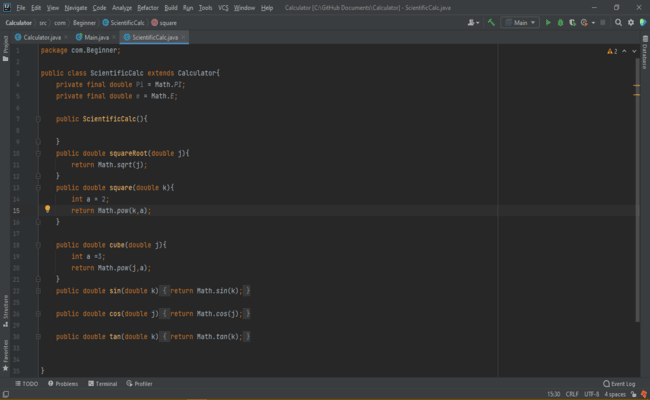 File Edit View Navigate Code Analyze Refactor Build Run Tools VCS Window Help Calculator [C:\GitHub Documents\Calculator] - ScientificCalc.java
Calculator src com Beginner ScientificCalc square Main
Calculator.java Main.java ScientificCalc.java
Project
Database
2
1 package com.Beginner;
2
3 public class ScientificCalc extends Calculator{
4 private final double Pi = Math.PI;
5 private final double e = Math.E;
6
7 public ScientificCalc(){
8
9 }
10 public double squareRoot(double j){
11 return Math.sqrt(j);
12 }
13 public double square(double k){
14 int a = 2;
15 return Math.pow(k,a);
16 }
17
18 public double cube(double j){
19 int a =3;
20 return Math.pow(j,a);
21 }
22 public double sin(double k) { return Math.sin(k); }
25
26 public double cos(double j) { return Math.cos(j); }
29
30 public double tan(double k) { return Math.tan(k); }
33
34
35 }
Structure
Favorites
TODO Problems Terminal Profiler Event Log
15:30 CRLF UTF-8 4 spaces